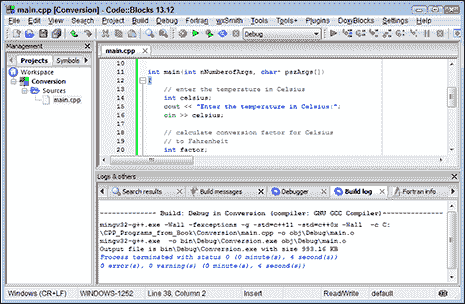 main.cpp [Conversion] - Code::Blocks 13.12
File Edit View Search Project Build Debug Fortran wxSmith Tools Tools+ Plugins DoxyBlocks Settings Help
Debug
Management
Projects Symbols
Workspace
Conversion
Sources
main.cpp
main.cpp
10
11 int main(int nNumberofArgs, char* pszArgs[])
12 {
13 // enter the temperature in Celsius
14 int celsius;
15 cout << "Enter the temperature in Celsius:";
16 cin >> celsius;
17
18 // calculate conversion factor for Celsius
19 // to Fahrenheit
20 int factor;
Logs & others
Search results Build messages Debugger Build log Fortran info
-------------- Build: Debug in Conversion (compiler: GNU GCC Compiler)---------------
mingw32-g++.exe -Wall -fexceptions -g -std=c++11 -std=c++0x -Wall -c C:
\CPP_Programs_from_Book\Conversion\main.cpp -o obj\Debug\main.o
mingw32-g++.exe -o bin\Debug\Conversion.exe obj\Debug\main.o
Output file is bin\Debug\Conversion.exe with size 993.16 KB
Process terminated with status 0 (0 minute(s), 4 second(s))
0 error(s), 0 warning(s) (0 minute(s), 4 second(s))
Windows (CR+LF) WINDOWS-1252 Line 38, Column 2 Insert Read/Write default